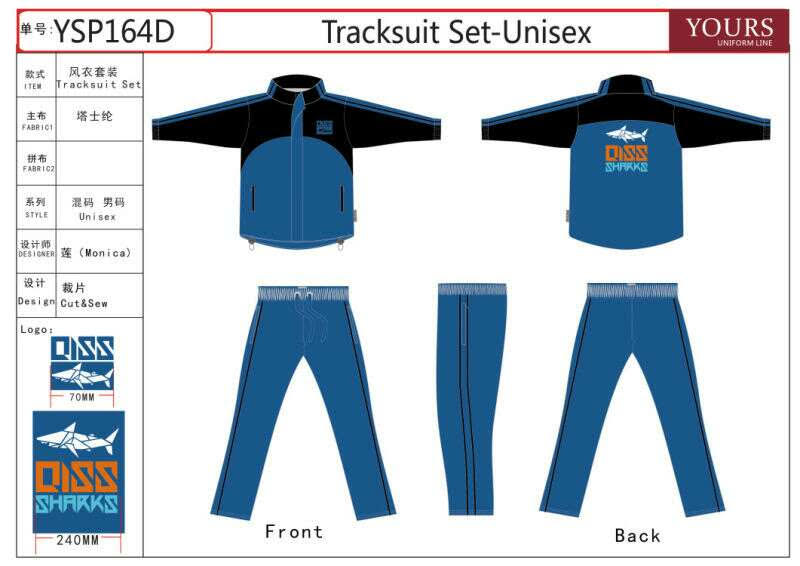 单号:YSP164D
Tracksuit Set-Unisex
YOURS
UNIFORM LINE
款式
ITEM
风衣套装
Tracksuit Set
主布
FABRIC1
塔士纶
拼布
FABRIC2
系列
STYLE
混码 男码
Unisex
设计师
DESIGNER
莲（Monica）
设计
Design
裁片
Cut&Sew
Logo:
QISS
70MM
QISS
SHARKS
240MM
QISS
QISS
SHARKS
Front
Back